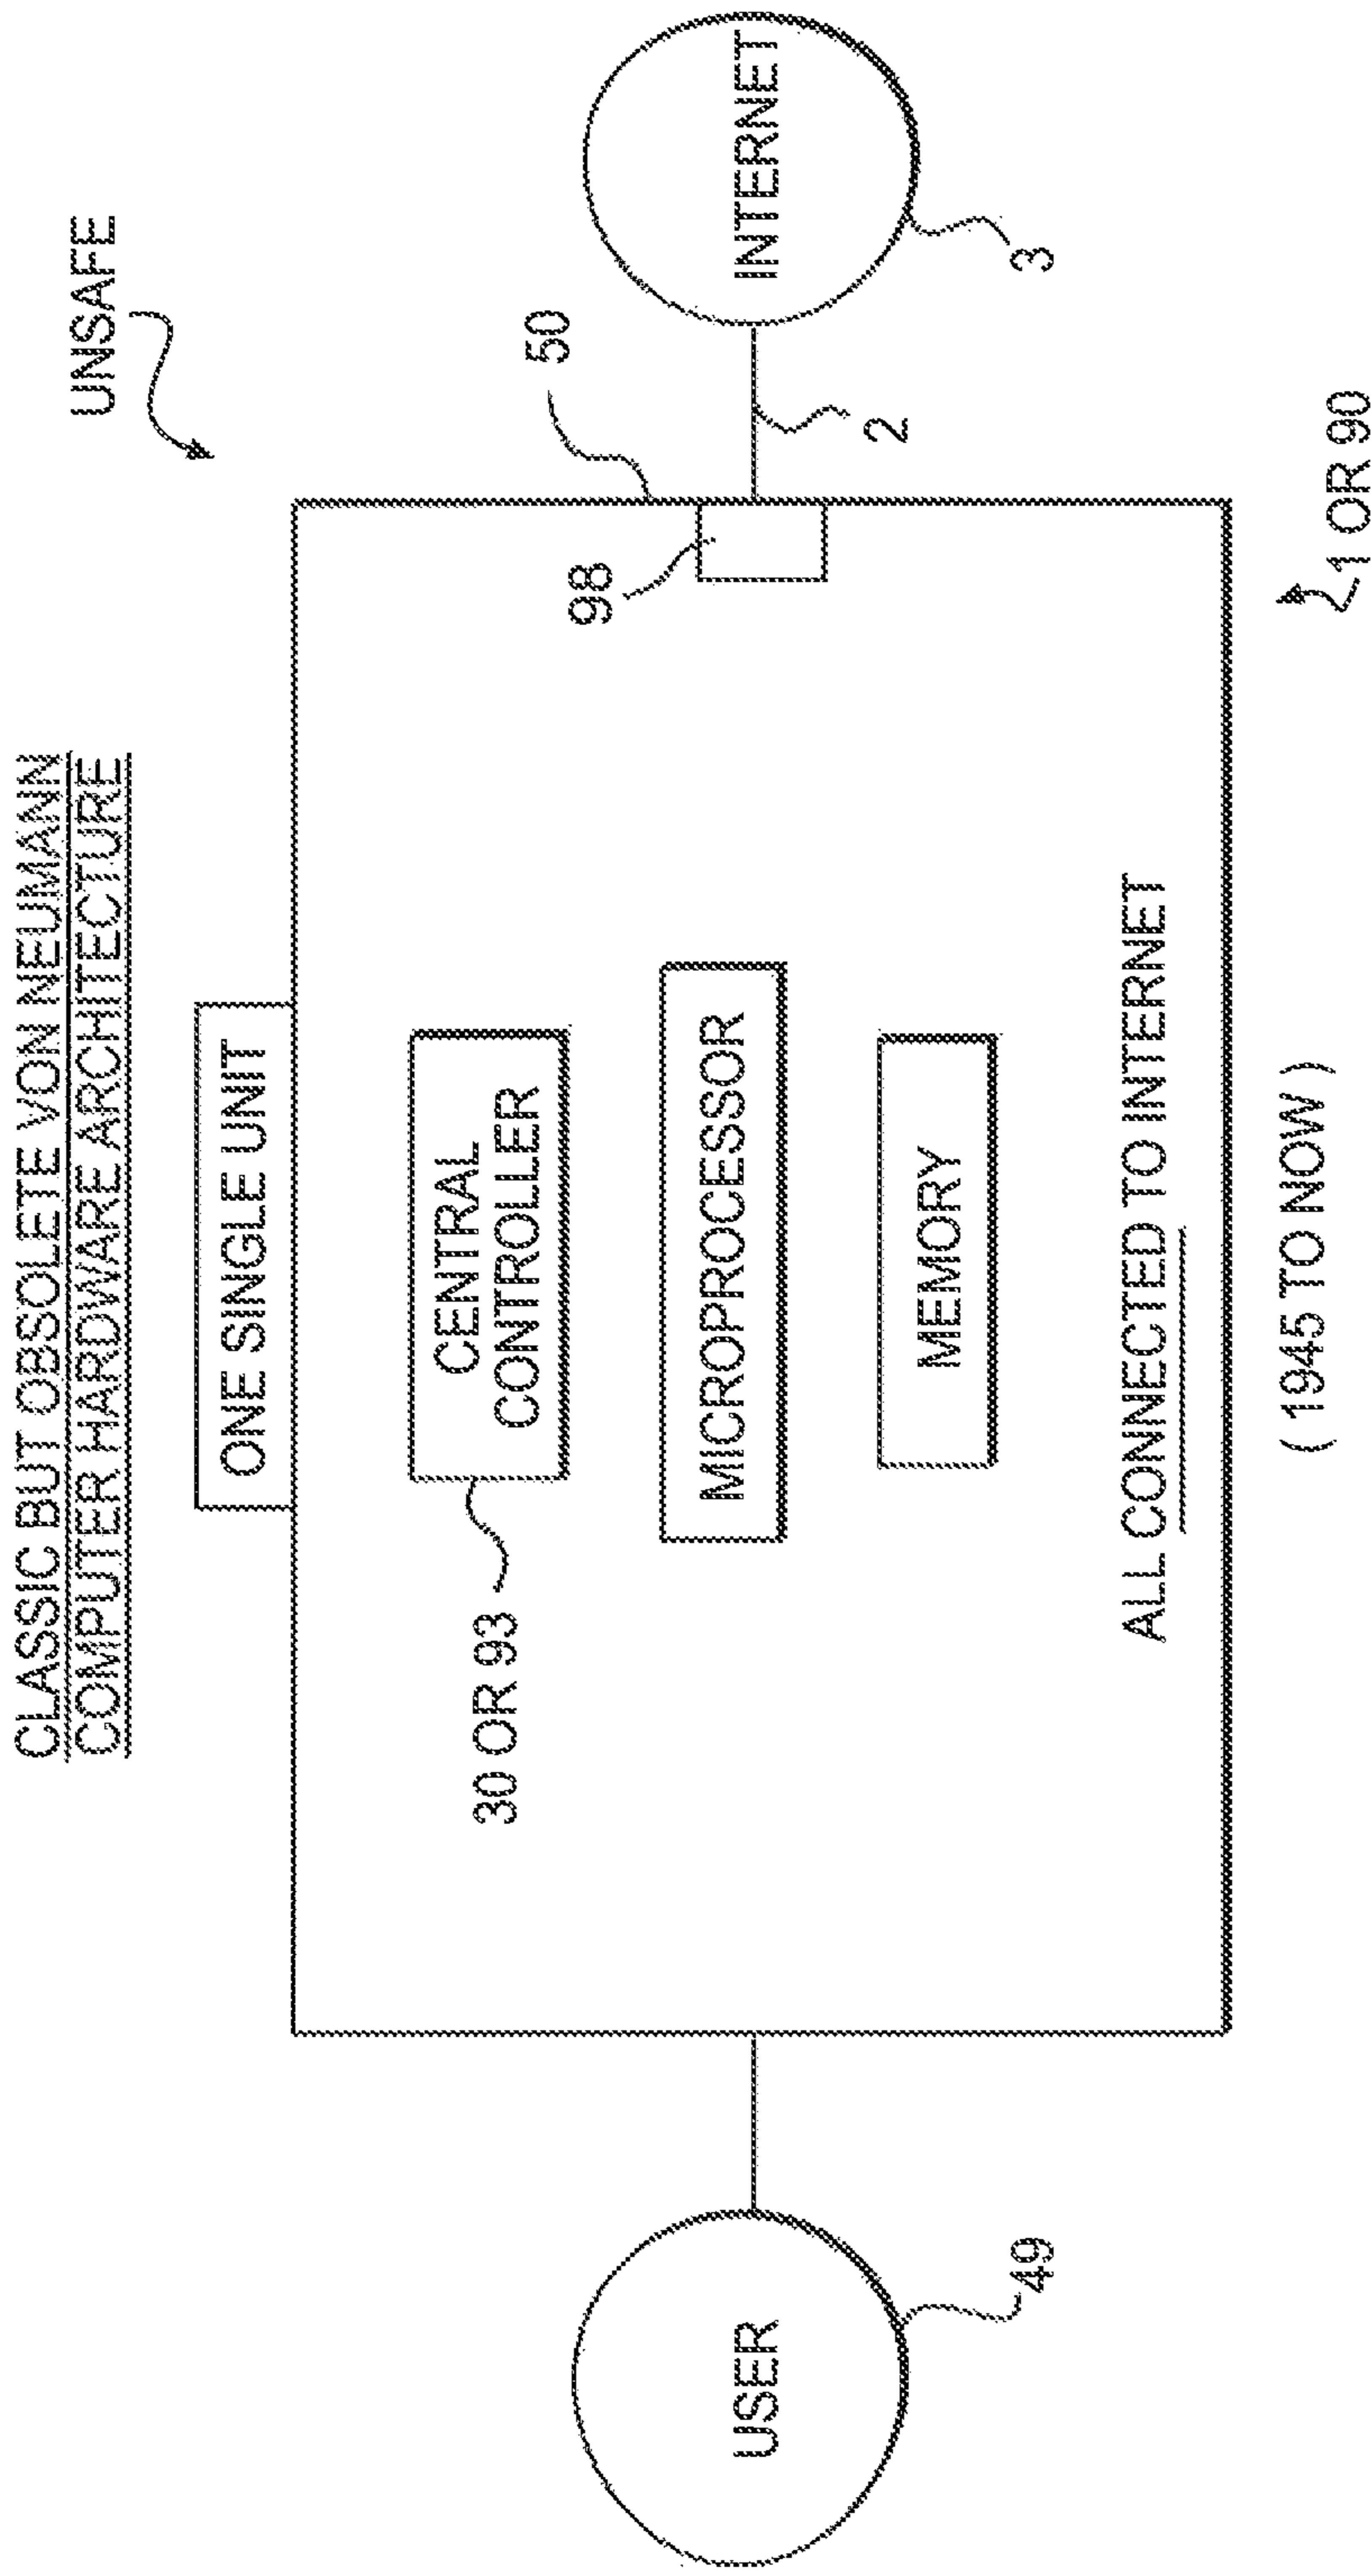 CLASSIC BUT OBSOLETE VON NEUMANN
COMPUTER HARDWARE ARCHITECTURE
UNSAFE
ONE SINGLE UNIT
CENTRAL
CONTROLLER
30 OR 93
MICROPROCESSOR
MEMORY
ALL CONNECTED TO INTERNET
USER
49
98
50
2
INTERNET
3
( 1945 TO NOW )
1 OR 90